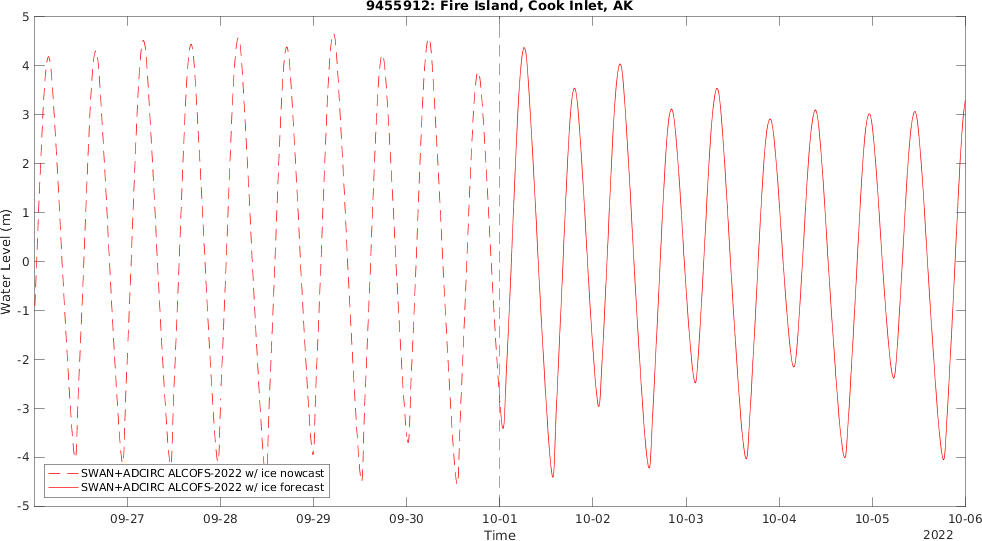 9455912: Fire Island, Cook Inlet, AK
5
4
3
2
1
0
-1
-2
-3
-4
-5
Water Level (m)
SWAN+ADCIRC ALCOFS-2022 w/ ice nowcast
SWAN+ADCIRC ALCOFS-2022 w/ ice forecast
09-27 09-28 09-29 09-30 10-01 10-02 10-03 10-04 10-05 10-06
Time
2022